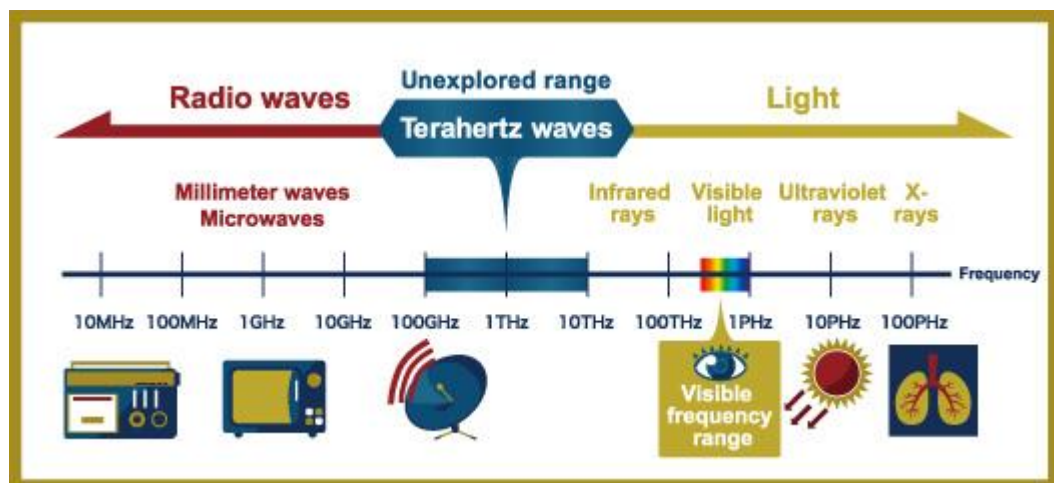 Unexplored range
Radio waves
Terahertz waves
Light
Millimeter waves
Microwaves
Infrared
rays
Visible
light
Ultraviolet
rays
X-
rays
Frequency
10MHz 100MHz 1GHz 10GHz 100GHz 1THz 10THz 100THz 1PHz 10PHz 100PHz
Visible
frequency
range